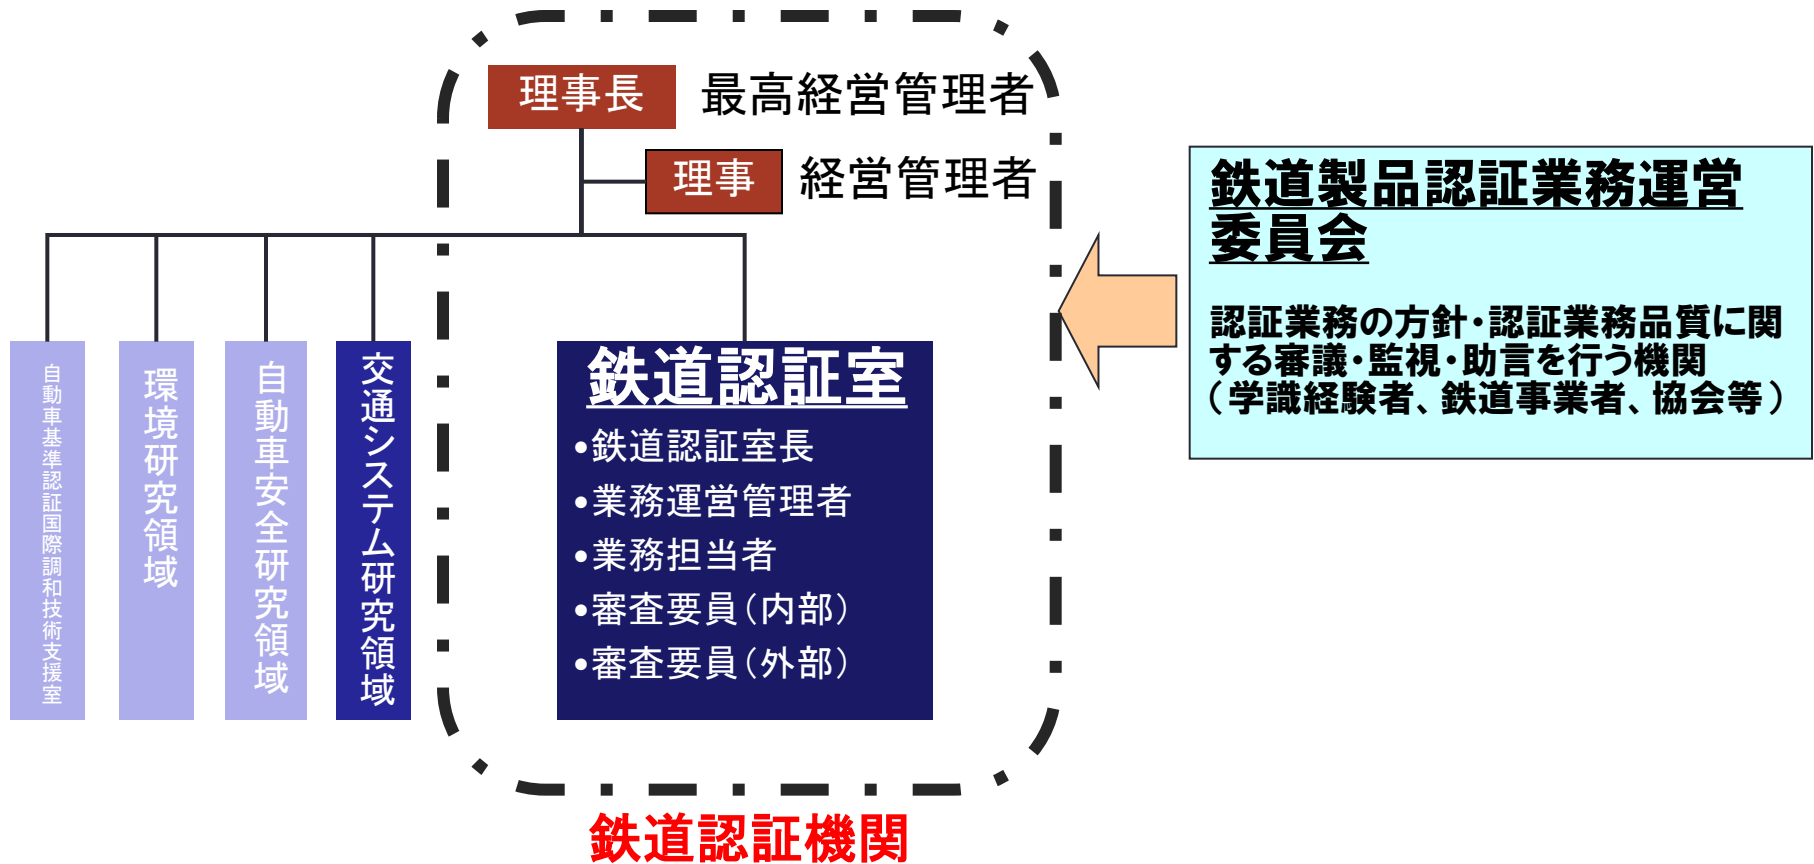 理事長 最高経営管理者
理事 経営管理者
自動車基準認証国際調和技術支援室
環境研究領域
自動車安全研究領域
交通システム研究領域
鉄道認証室
•鉄道認証室長
•業務運営管理者
•業務担当者
•審査要員（内部）
•審査要員（外部）
鉄道認証機関
鉄道製品認証業務運営
委員会
認証業務の方針・認証業務品質に関
する審議・監視・助言を行う機関
（学識経験者、鉄道事業者、協会等）